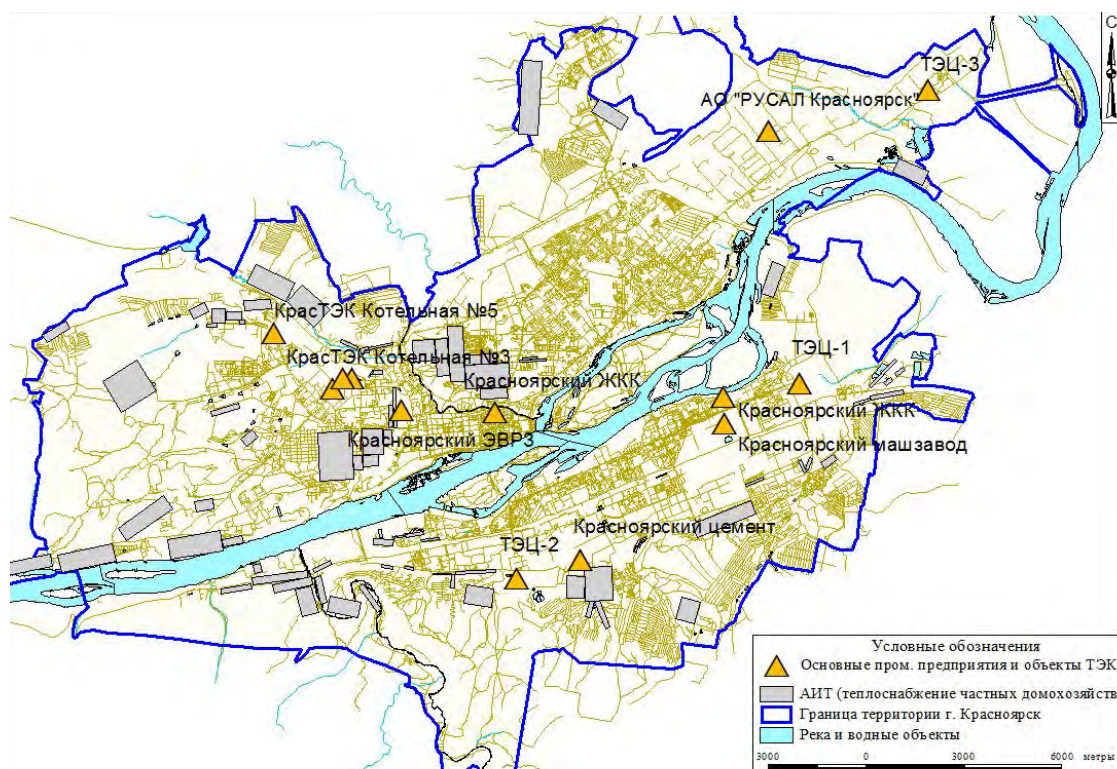 С
ТЭЦ-3
АО "РУСАЛ Красноярск"
КрасТЭК Котельная №5
КрасТЭК Котельная №3
ТЭЦ-1
Красноярский ЖКК
Красноярский ЖКК
Красноярский ЭВРЗ
Красноярский машзавод
Красноярский цемент
ТЭЦ-2
Условные обозначения
Основные пром. предприятия и объекты ТЭК
АИТ (теплоснабжение частных домохозяйств
Граница территории г. Красноярск
Река и водные объекты
3000 0 3000 6000 метры